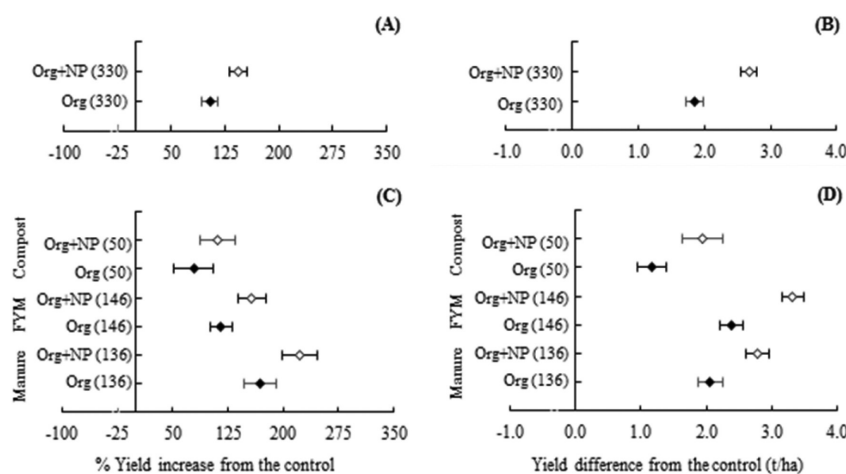 (A)
Org+NP (330)
Org (330)
-100 -25 50 125 200 275 350
(B)
Org+NP (330)
Org (330)
-1.0 0.0 1.0 2.0 3.0 4.0
(C)
Compost
Org+NP (50)
Org (50)
FYM
Org+NP (146)
Org (146)
Manure
Org+NP (136)
Org (136)
-100 -25 50 125 200 275 350
% Yield increase from the control
(D)
Compost
Org+NP (50)
Org (50)
FYM
Org+NP (146)
Org (146)
Manure
Org+NP (136)
Org (136)
-1.0 0.0 1.0 2.0 3.0 4.0
Yield difference from the control (t/ha)